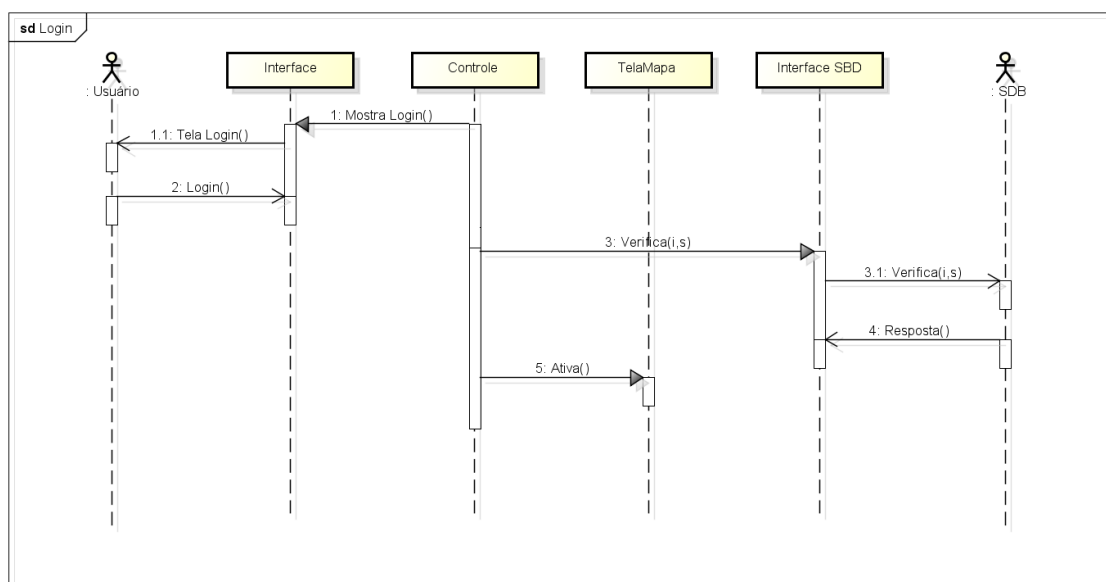 sd Login
: Usuário
Interface
Controle
TelaMapa
Interface SBD
: SDB
1: Mostra Login()
1.1: Tela Login()
2: Login()
3: Verifica(i,s)
3.1: Verifica(i,s)
4: Resposta()
5: Ativa()